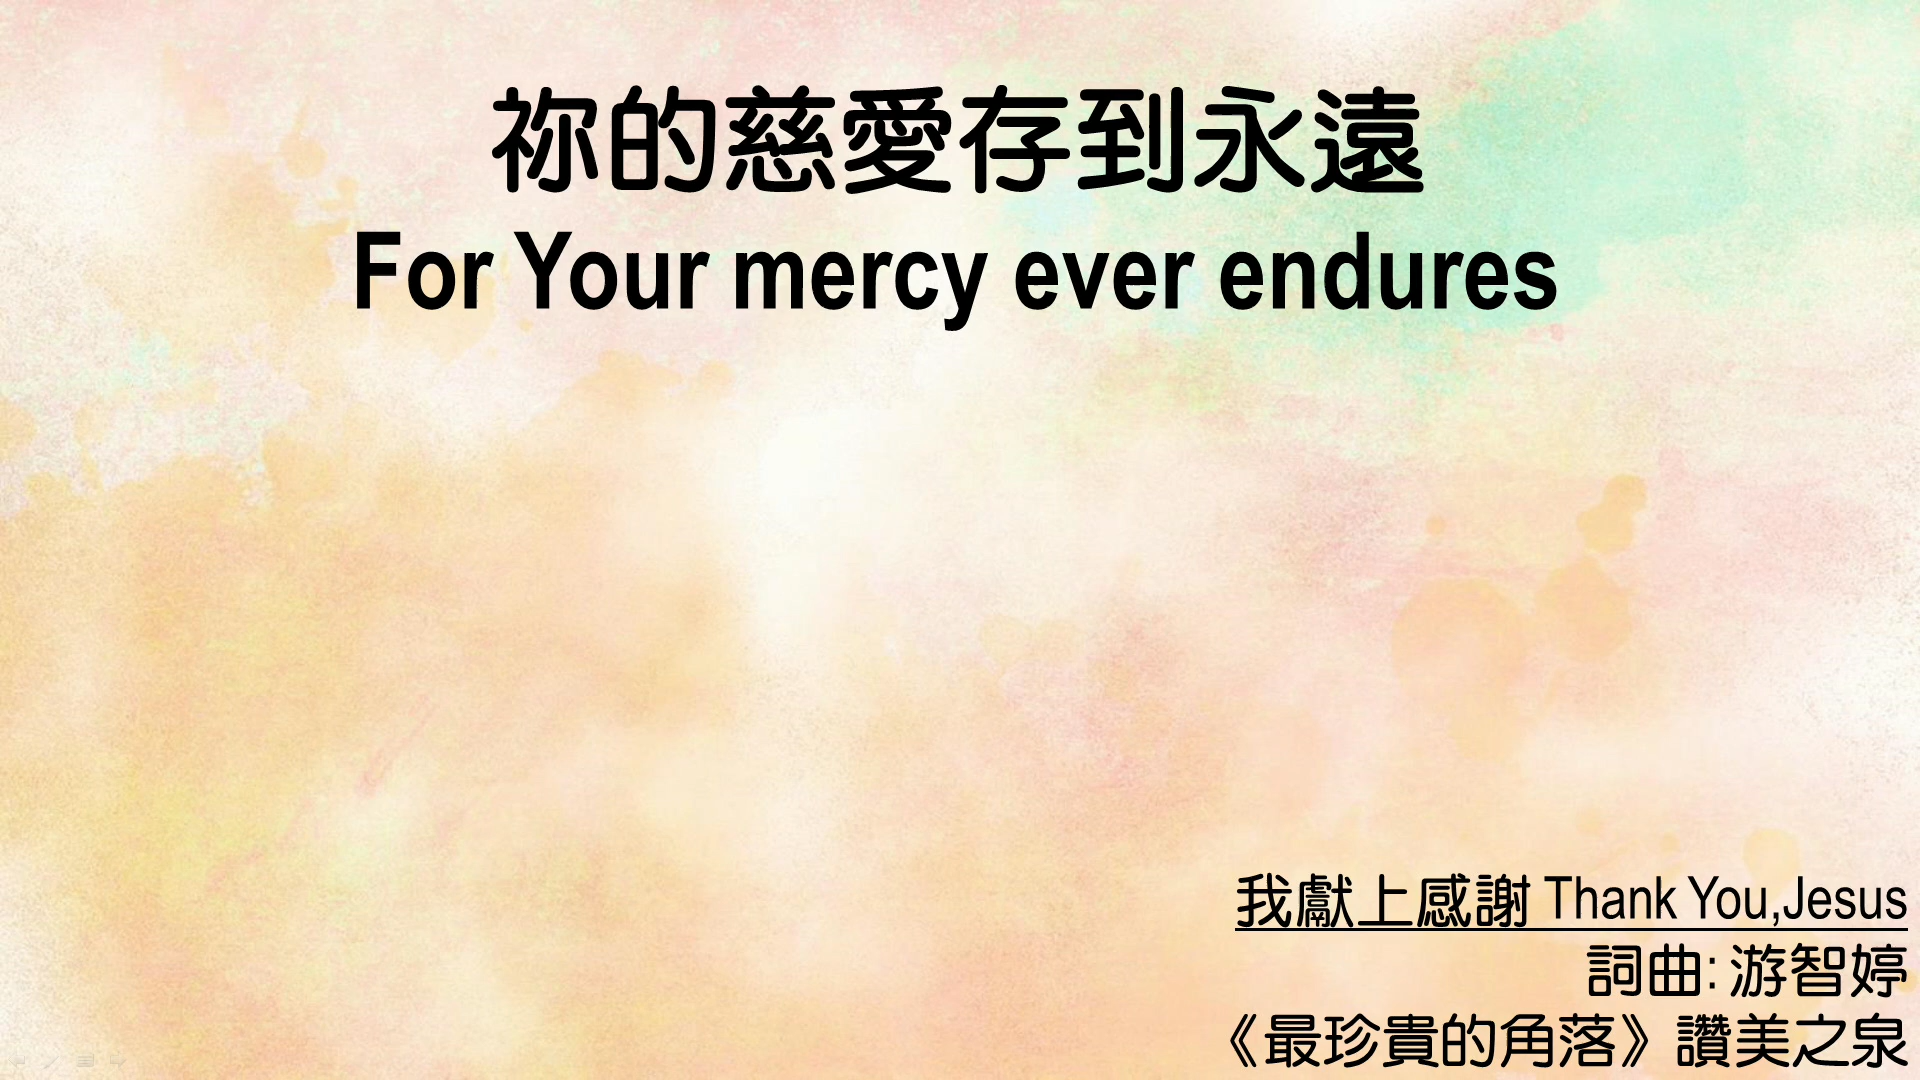 祢的慈愛存到永遠
For Your mercy ever endures
我獻上感謝 Thank You,Jesus
詞曲: 游智婷
《最珍貴的角落》讚美之泉